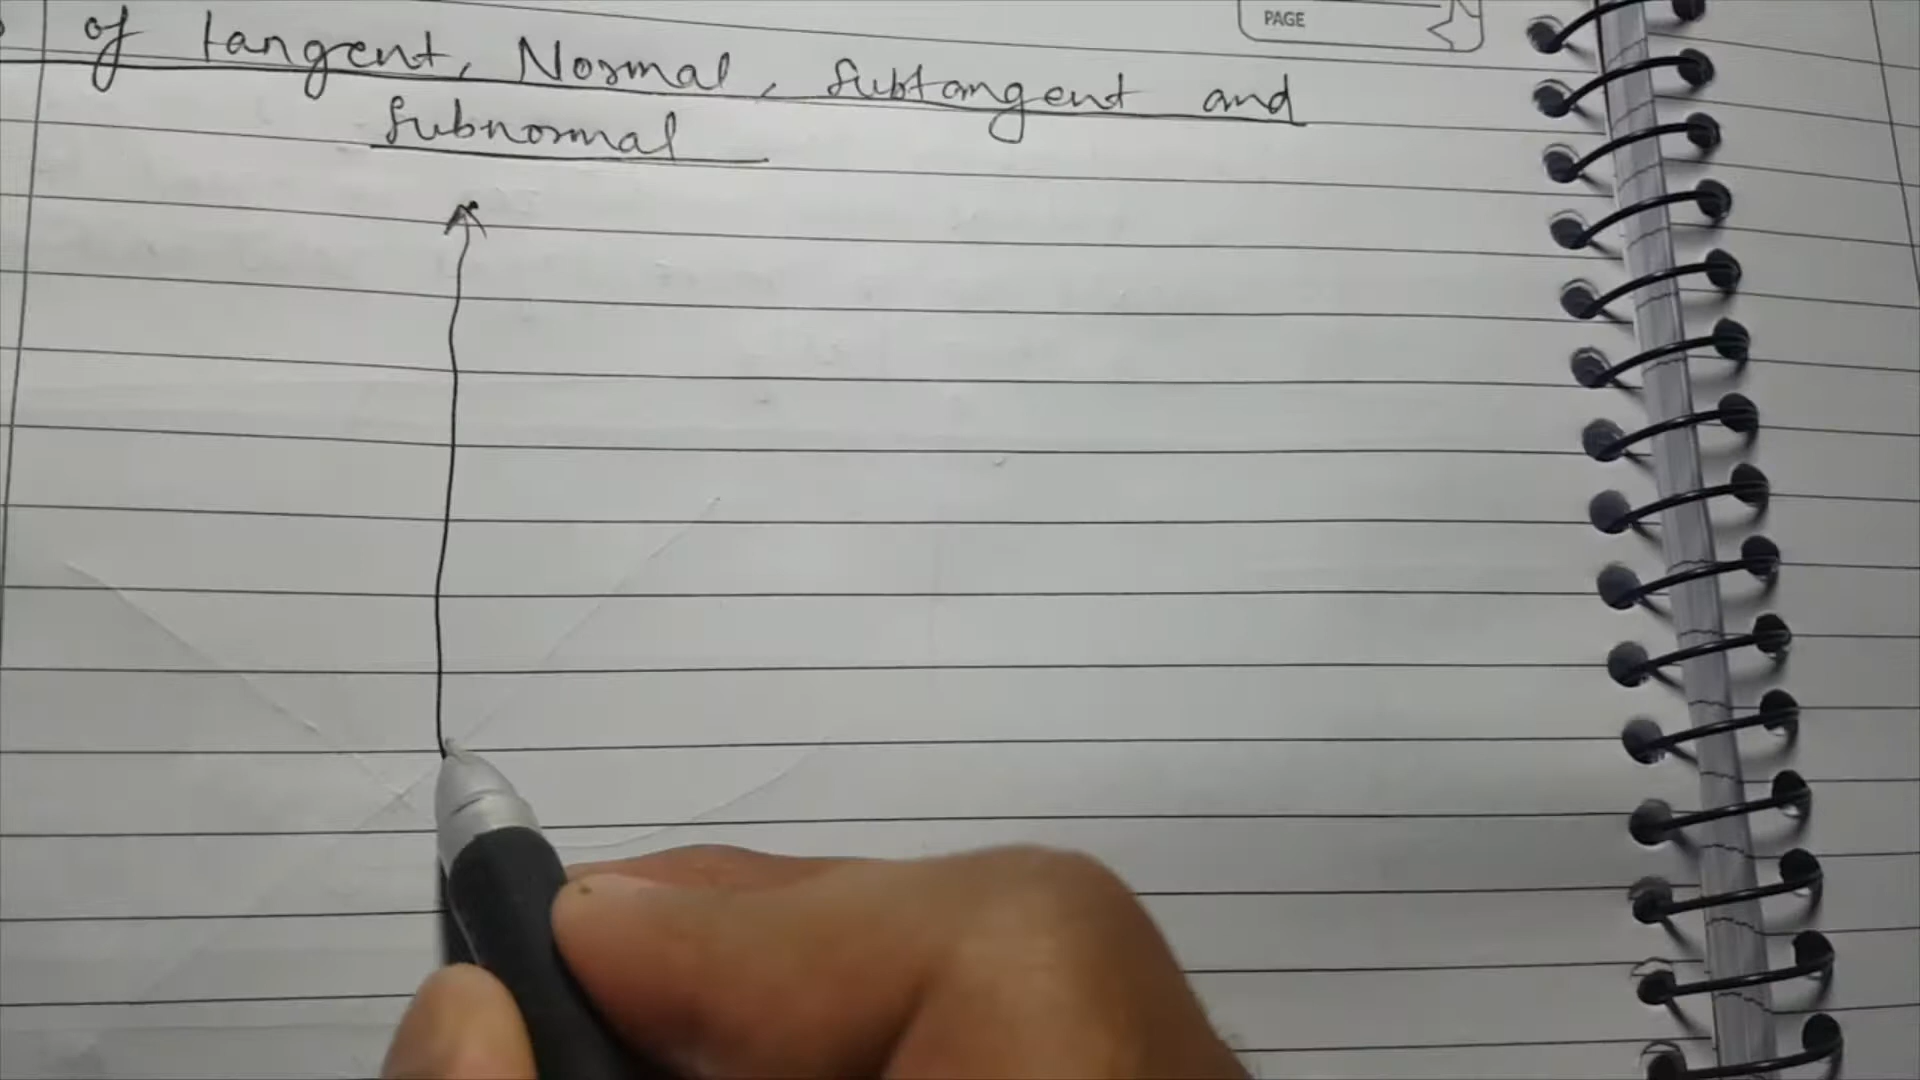 PAGE
of tangent, Normal, Subtangent and
Subnormal